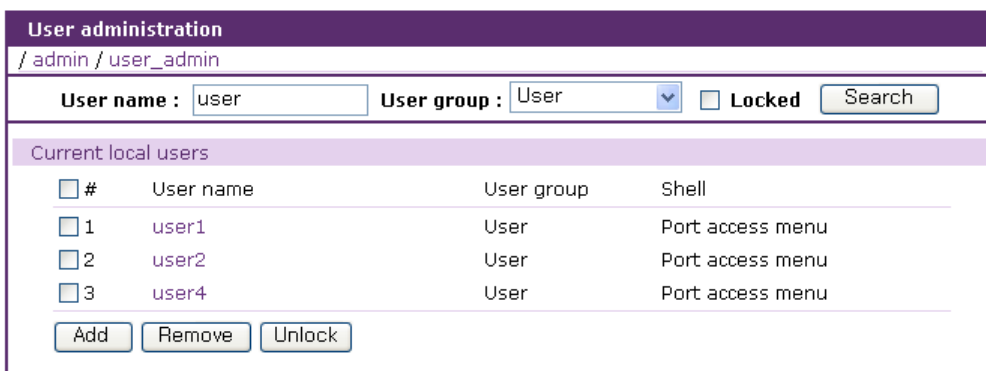 User administration
/ admin / user_admin
User name : user User group : User Locked Search
Current local users
# User name User group Shell
1 user1 User Port access menu
2 user2 User Port access menu
3 user4 User Port access menu
Add Remove Unlock